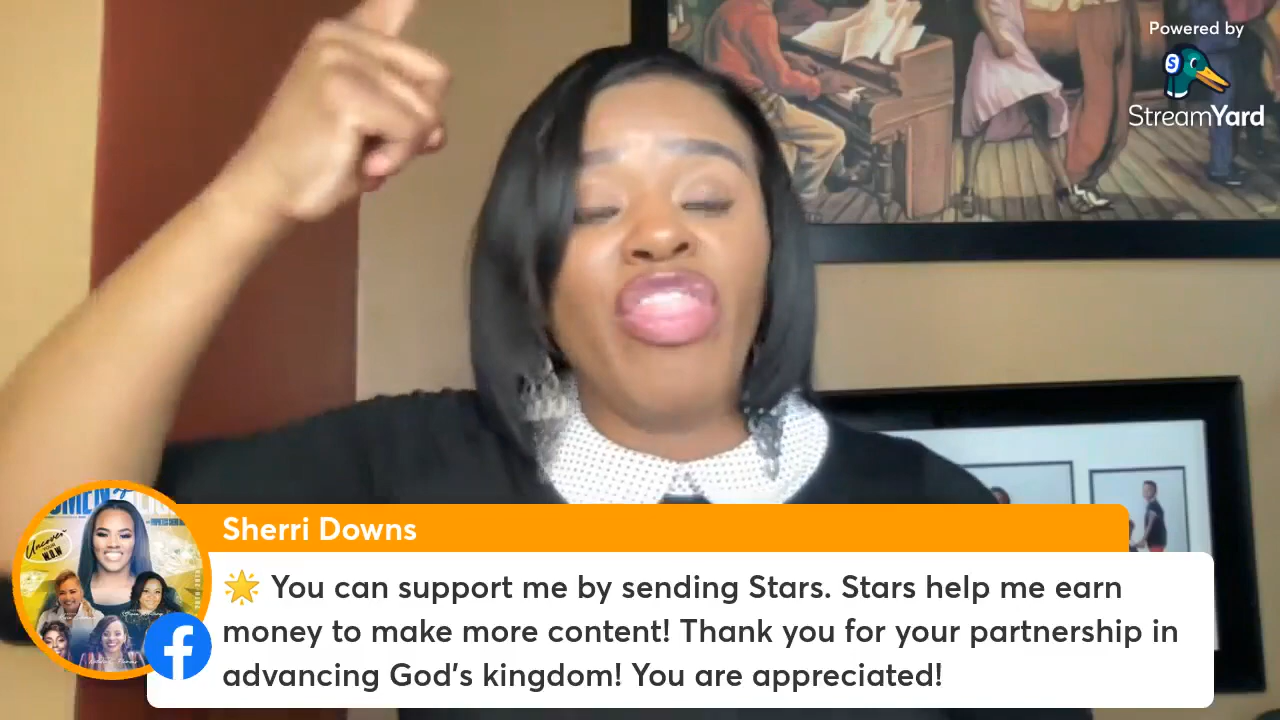 Powered by
StreamYard
Sherri Downs
🌟 You can support me by sending Stars. Stars help me earn
money to make more content! Thank you for your partnership in
advancing God's kingdom! You are appreciated!
Uncover
W.O.W